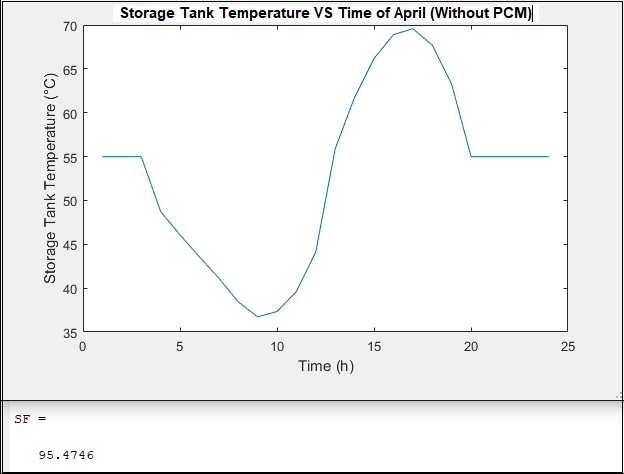 Storage Tank Temperature VS Time of April (Without PCM)
70
65
60
55
50
45
40
35
Storage Tank Temperature (°C)
0 5 10 15 20 25
Time (h)
SF =
95.4746